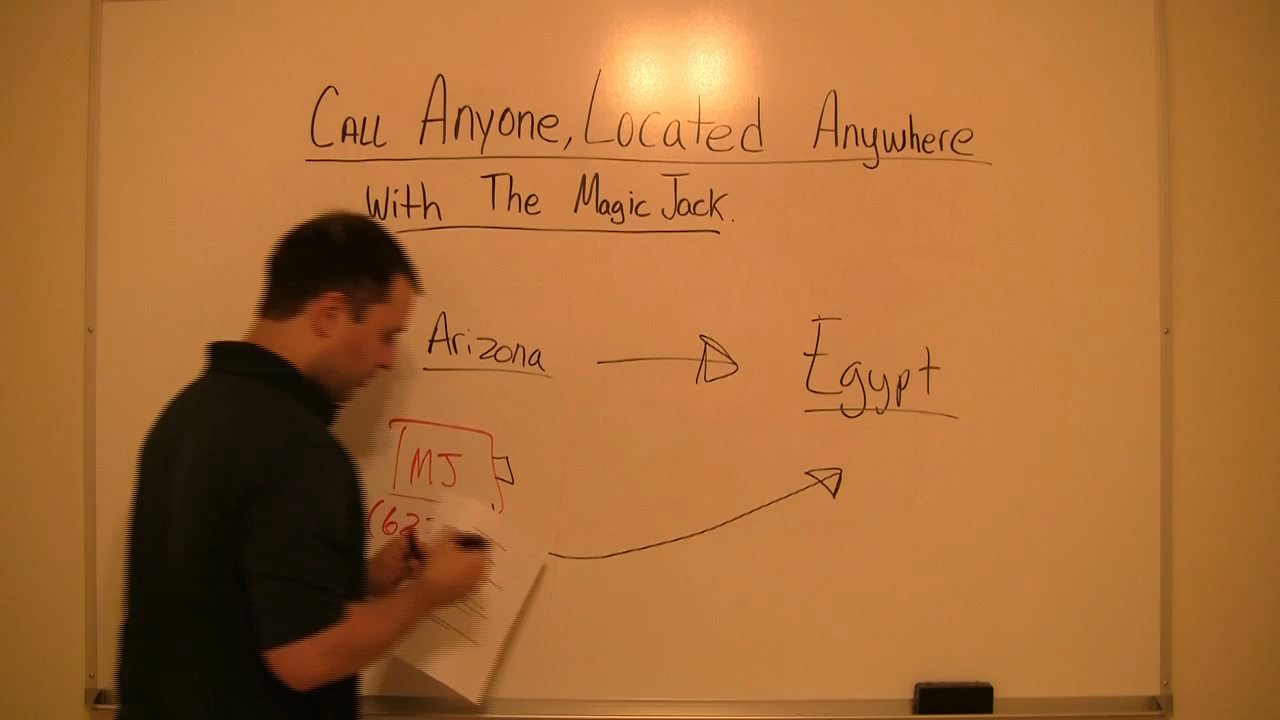 CALL ANYONE, Located Anywhere
With The Magic Jack.
Arizona
Egypt
MJ
(62